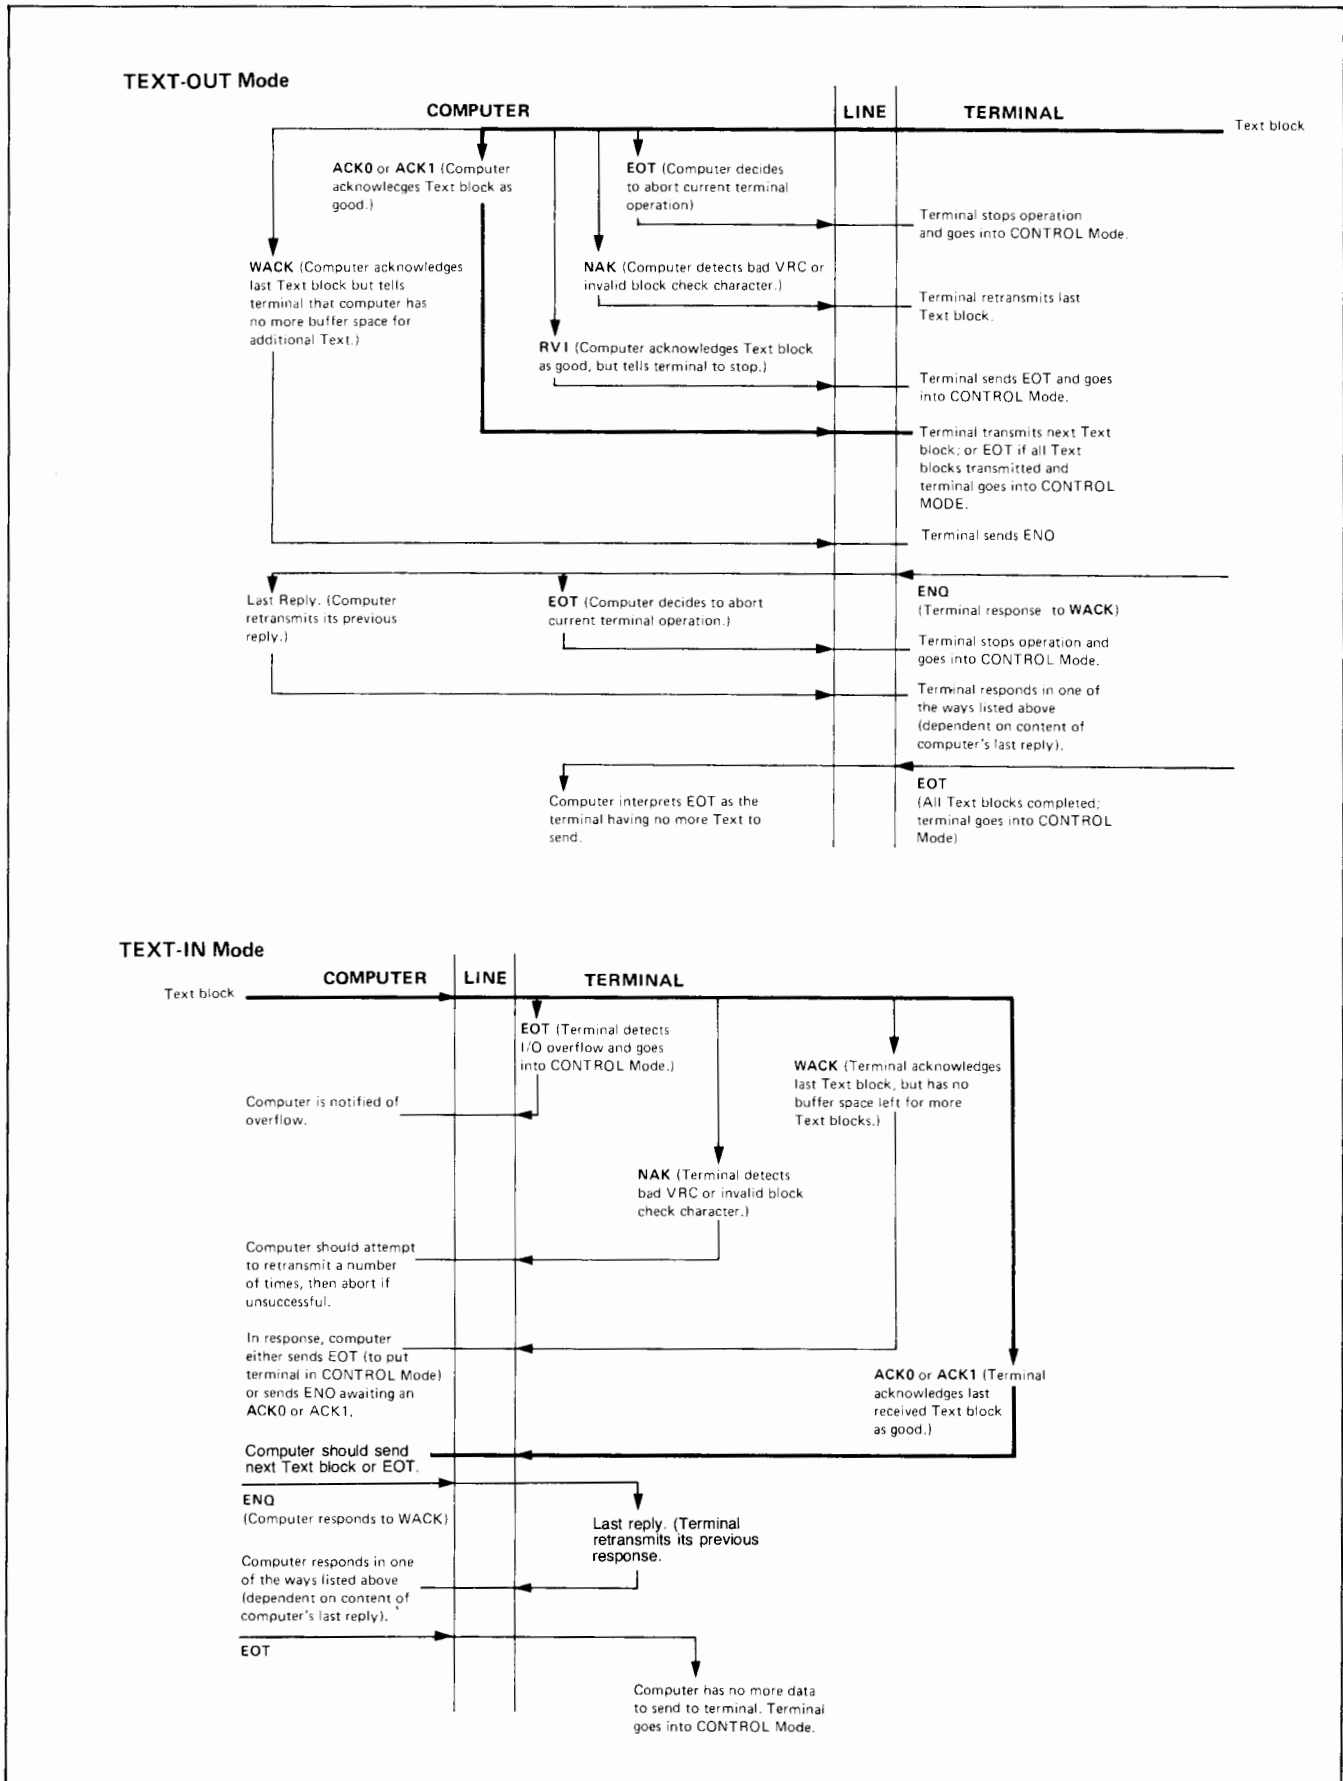 TEXT-OUT Mode
COMPUTER
LINE
TERMINAL
Text block
ACK0 or ACK1 (Computer
acknowlecges Text block as
good.)
EOT (Computer decides
to abort current terminal
operation)
Terminal stops operation
and goes into CONTROL Mode.
WACK (Computer acknowledges
last Text block but tells
terminal that computer has
no more buffer space for
additional Text.)
NAK (Computer detects bad VRC or
invalid block check character.)
Terminal retransmits last
Text block.
RVI (Computer acknowledges Text block
as good, but tells terminal to stop.)
Terminal sends EOT and goes
into CONTROL Mode.
Terminal transmits next Text
block; or EOT if all Text
blocks transmitted and
terminal goes into CONTROL
MODE.
Terminal sends ENQ
Last Reply. (Computer
retransmits its previous
reply.)
EOT (Computer decides to abort
current terminal operation.)
ENQ
(Terminal response to WACK)
Terminal stops operation and
goes into CONTROL Mode.
Terminal responds in one of
the ways listed above
(dependent on content of
computer's last reply).
Computer interprets EOT as the
terminal having no more Text to
send.
EOT
(All Text blocks completed;
terminal goes into CONTROL
Mode)
TEXT-IN Mode
COMPUTER
LINE
TERMINAL
Text block
EOT (Terminal detects
I/O overflow and goes
into CONTROL Mode.)
WACK (Terminal acknowledges
last Text block, but has no
buffer space left for more
Text blocks.)
Computer is notified of
overflow.
NAK (Terminal detects
bad VRC or invalid block
check character.)
Computer should attempt
to retransmit a number
of times, then abort if
unsuccessful.
In response, computer
either sends EOT (to put
terminal in CONTROL Mode)
or sends ENQ awaiting an
ACK0 or ACK1.
ACK0 or ACK1 (Terminal
acknowledges last
received Text block
as good.)
Computer should send
next Text block or EOT.
ENQ
(Computer responds to WACK)
Last reply. (Terminal
retransmits its previous
response.
Computer responds in one
of the ways listed above
(dependent on content of
computer's last reply).
EOT
Computer has no more data
to send to terminal. Terminal
goes into CONTROL Mode.